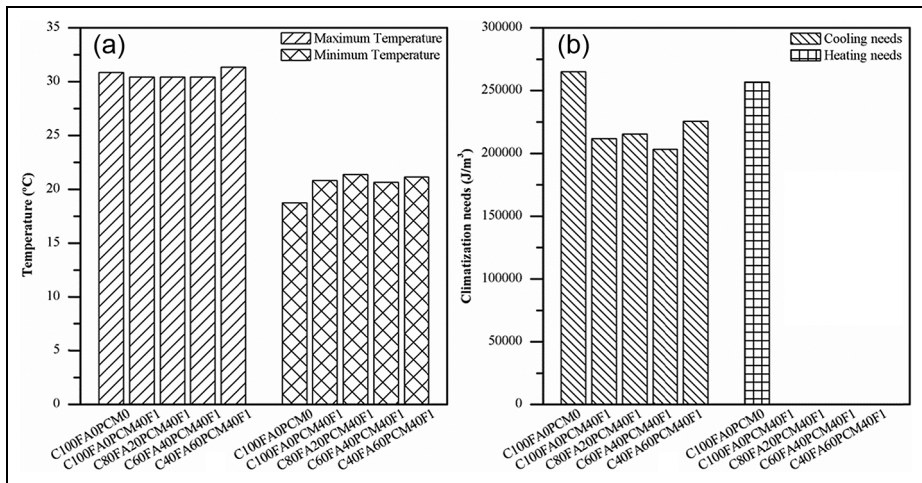 (a)
Maximum Temperature
Minimum Temperature
Temperature (°C)
35
30
25
20
15
10
5
0
C100FA0PCM0
C100FA0PCM40F1
C80FA20PCM40F1
C60FA40PCM40F1
C40FA60PCM40F1
C100FA0PCM0
C100FA0PCM40F1
C80FA20PCM40F1
C60FA40PCM40F1
C40FA60PCM40F1
(b)
Cooling needs
Heating needs
Climatization needs (J/m³)
300000
250000
200000
150000
100000
50000
0
C100FA0PCM0
C100FA0PCM40F1
C80FA20PCM40F1
C60FA40PCM40F1
C40FA60PCM40F1
C100FA0PCM0
C100FA0PCM40F1
C80FA20PCM40F1
C60FA40PCM40F1
C40FA60PCM40F1